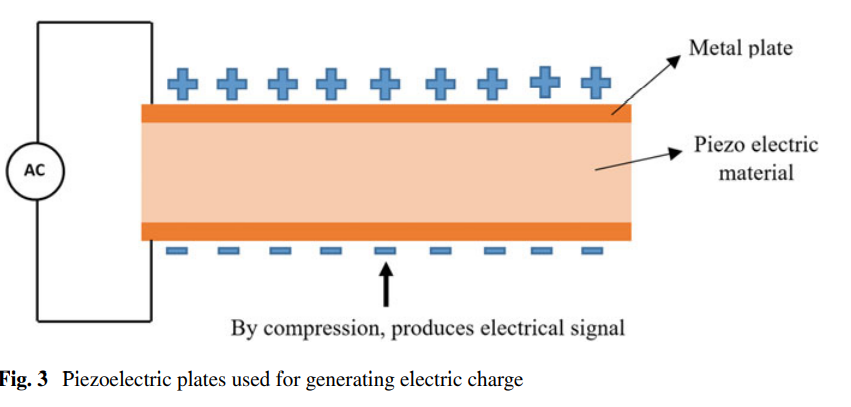 Metal plate
AC
Piezo electric
material
By compression, produces electrical signal
Fig. 3 Piezoelectric plates used for generating electric charge